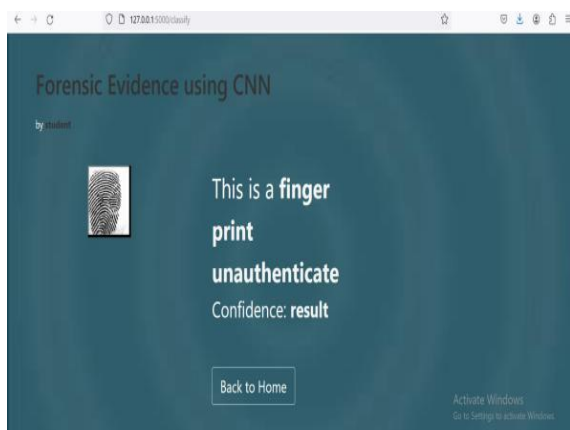 127.0.0.1:5000/classify
Forensic Evidence using CNN
by student
This is a finger
print
unauthenticate
Confidence: result
Back to Home
Activate Windows
Go to Settings to activate Windows.